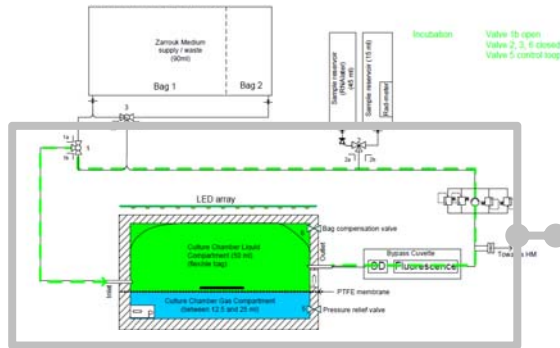 Zarrouk Medium
supply / waste
(90ml)
Bag 1
Bag 2
Sample reservoir
(RNAlater)
(45 ml)
Sample reservoir (15 ml)
Rad-meter
Incubation
Valve 1b open
Valve 2, 3, 6 closed
Valve 5 control loop
3
1a
1
1b
2
2a
2b
LED array
6
Bag compensation valve
Culture Chamber Liquid
Compartment (50 ml)
(flexible bag)
Outlet
Inlet
Bypass Cuvette
OD
Fluorescence
PTFE membrane
Culture Chamber Gas Compartment
(between 12.5 and 25 ml)
P
5
Pressure relief valve
HM